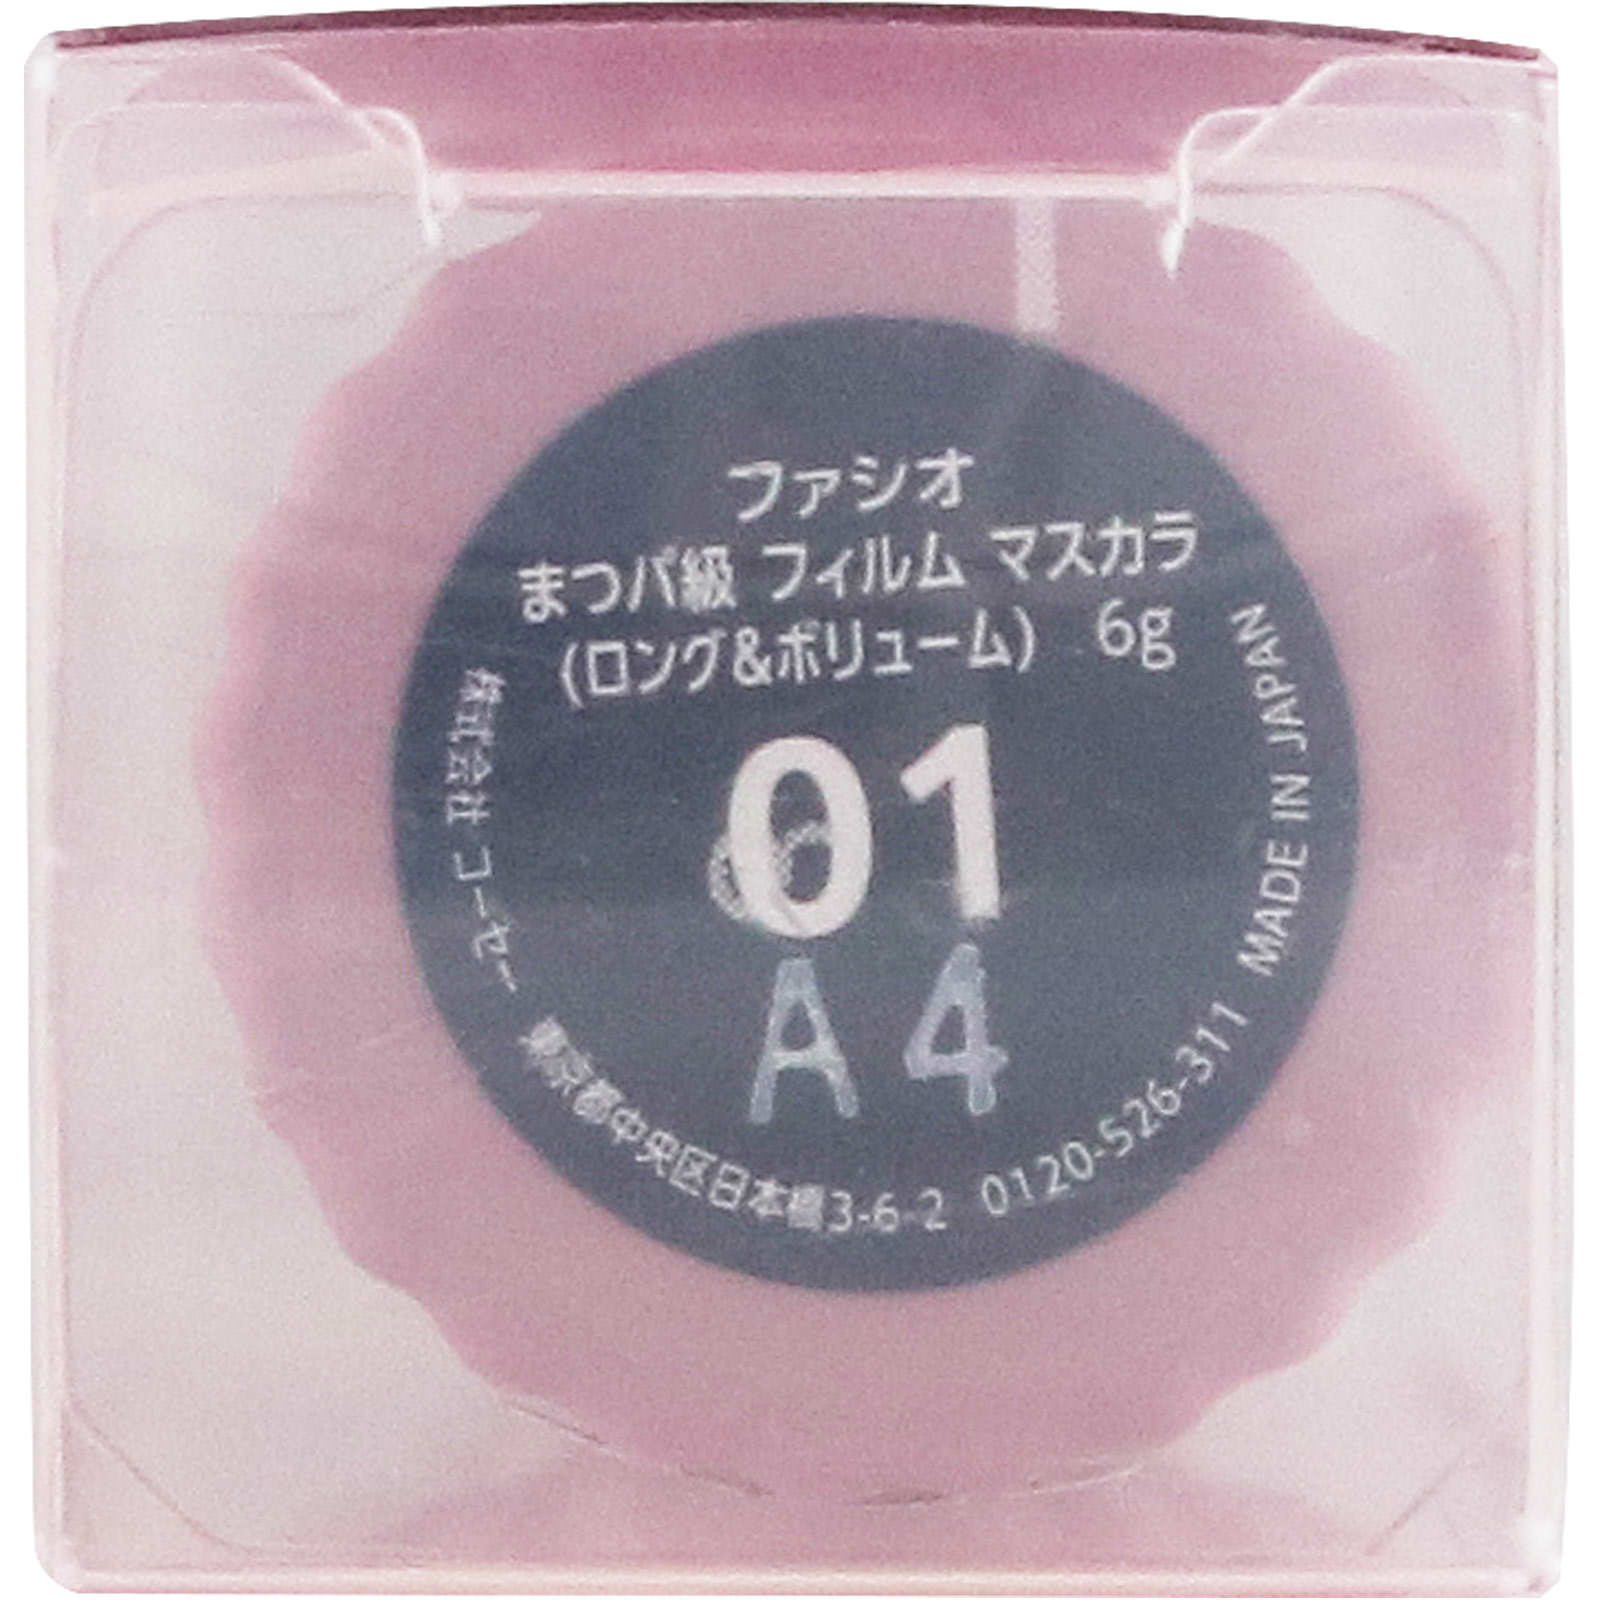 ファシオ
まつパ級 フィルム マスカラ
(ロング&ボリューム) 6g
01
A4
株式会社 コーセー 東京都中央区日本橋3-6-2 0120-526-311 MADE IN JAPAN